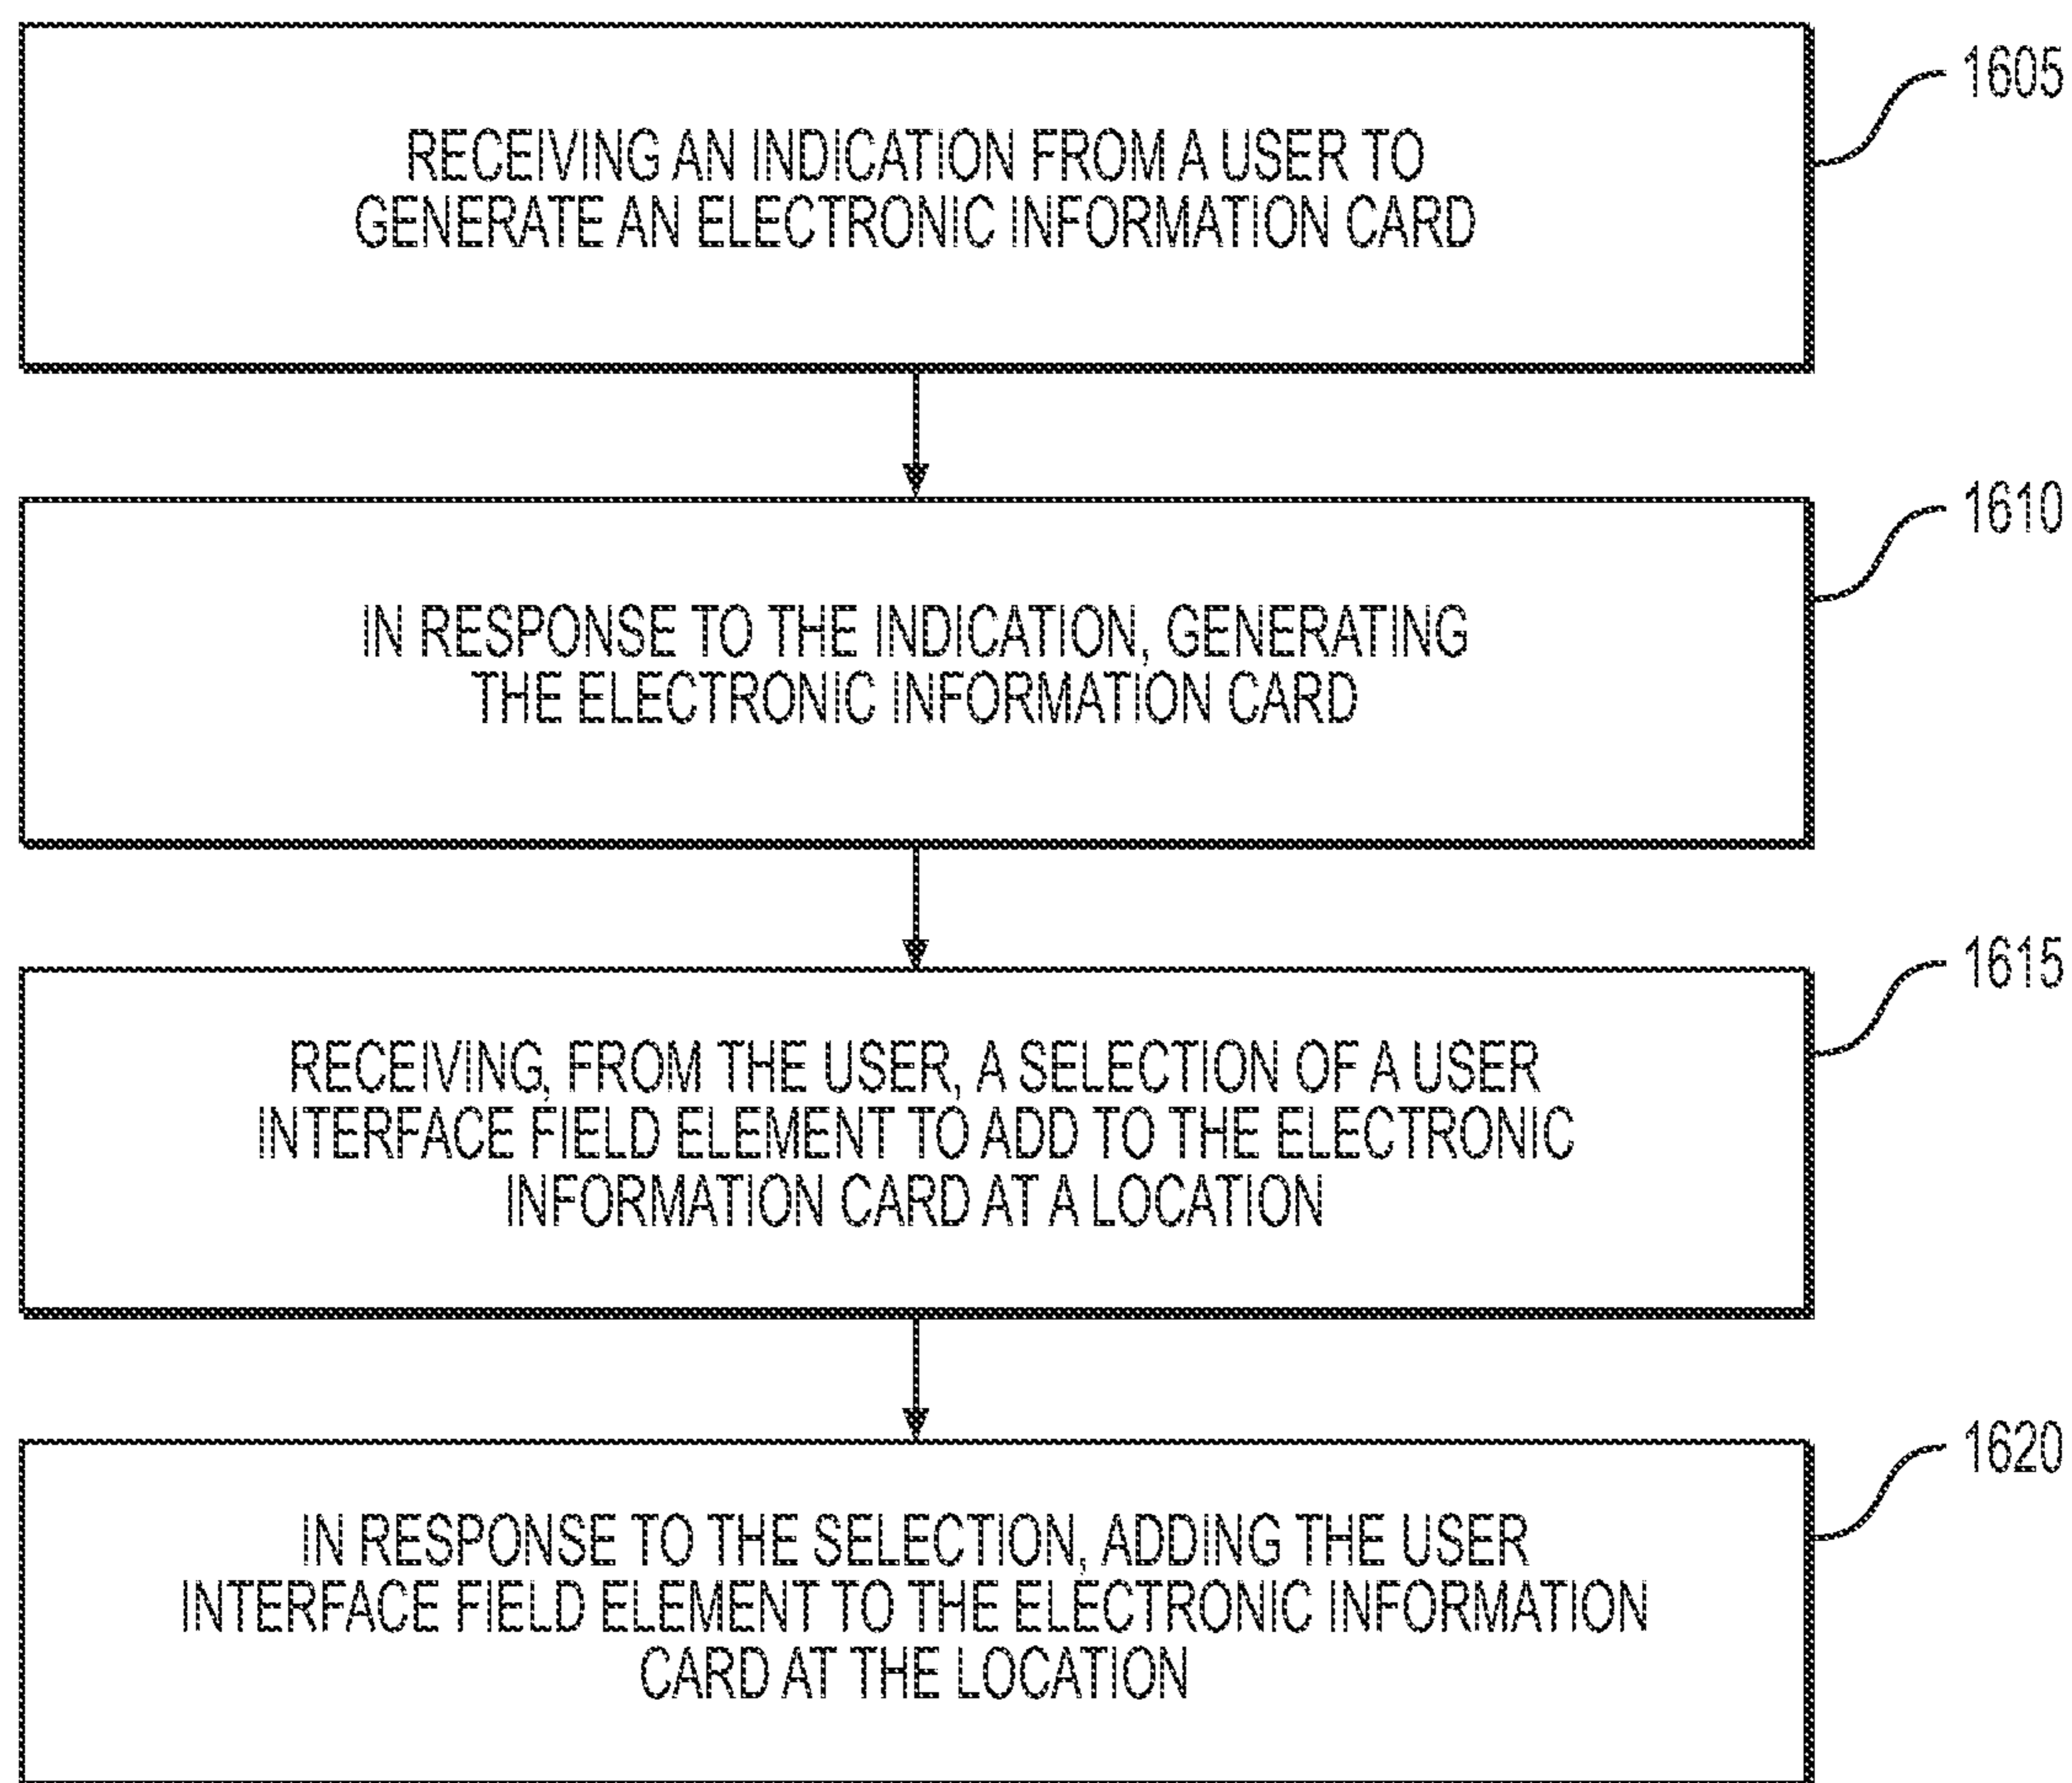 1605
RECEIVING AN INDICATION FROM A USER TO
GENERATE AN ELECTRONIC INFORMATION CARD
1610
IN RESPONSE TO THE INDICATION, GENERATING
THE ELECTRONIC INFORMATION CARD
1615
RECEIVING, FROM THE USER, A SELECTION OF A USER
INTERFACE FIELD ELEMENT TO ADD TO THE ELECTRONIC
INFORMATION CARD AT A LOCATION
1620
IN RESPONSE TO THE SELECTION, ADDING THE USER
INTERFACE FIELD ELEMENT TO THE ELECTRONIC INFORMATION
CARD AT THE LOCATION